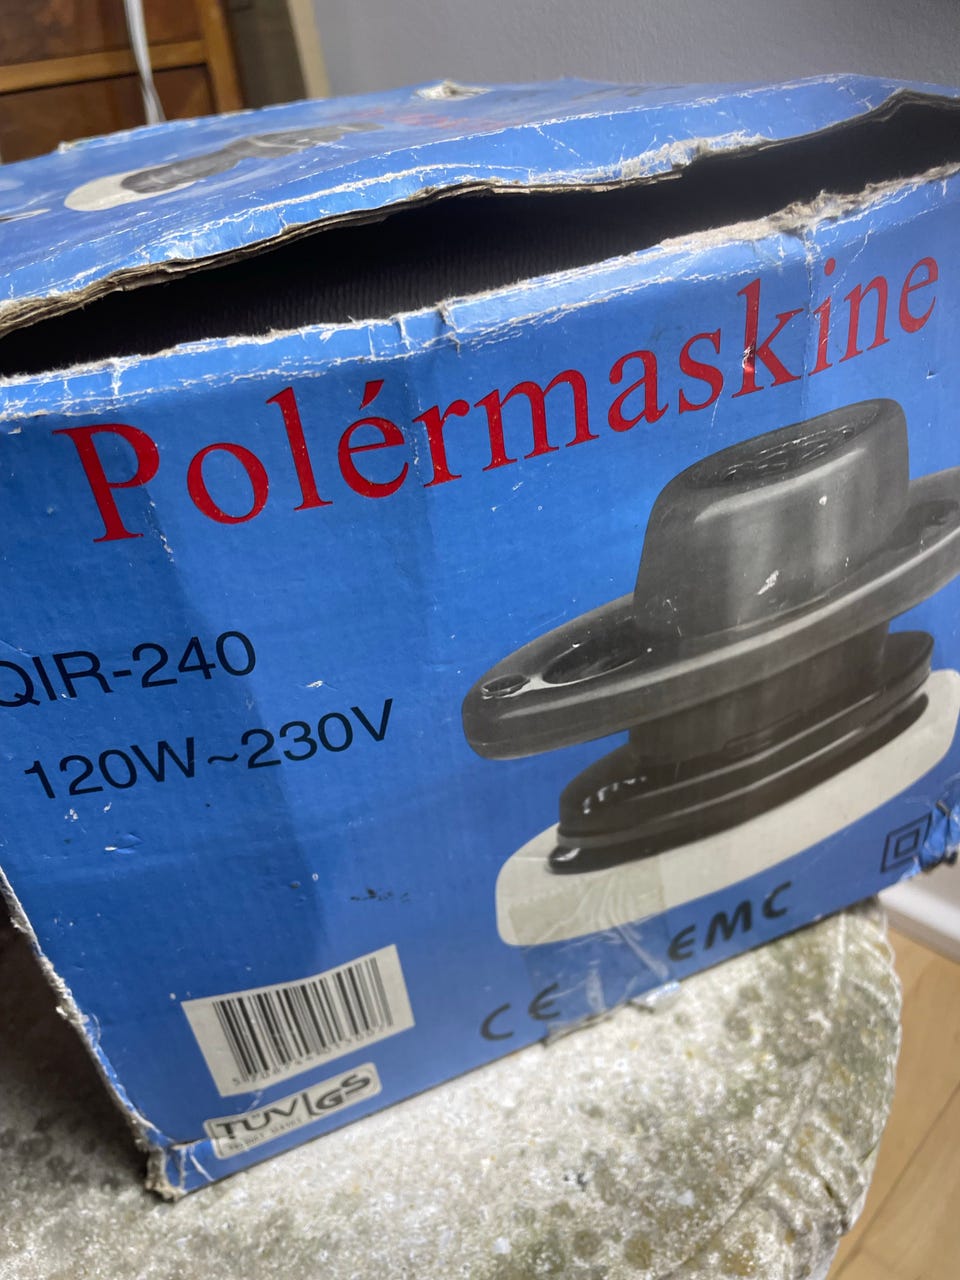 Polérmaskine
QIR-240
120W~230V
EMC
CE
TÜV GS